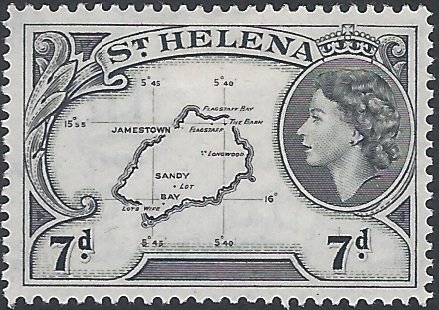 ST. HELENA
5° 45
5° 40
FLAGSTAFF BAY
15° 55
THE BARN
JAMESTOWN
FLAGSTAFF
LONGWOOD
SANDY
LOT
BAY
LOTS WIFE
16°
5° 45
5° 40
7d.
7d.